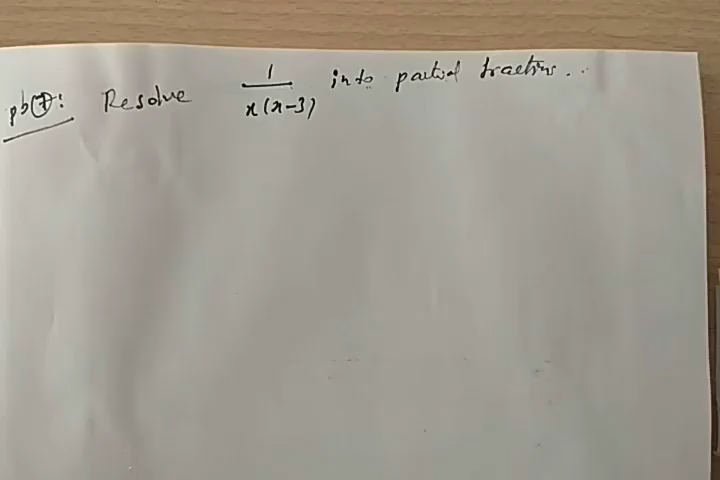 pb(7): Resolve 1/x(x-3) into partial fractions...